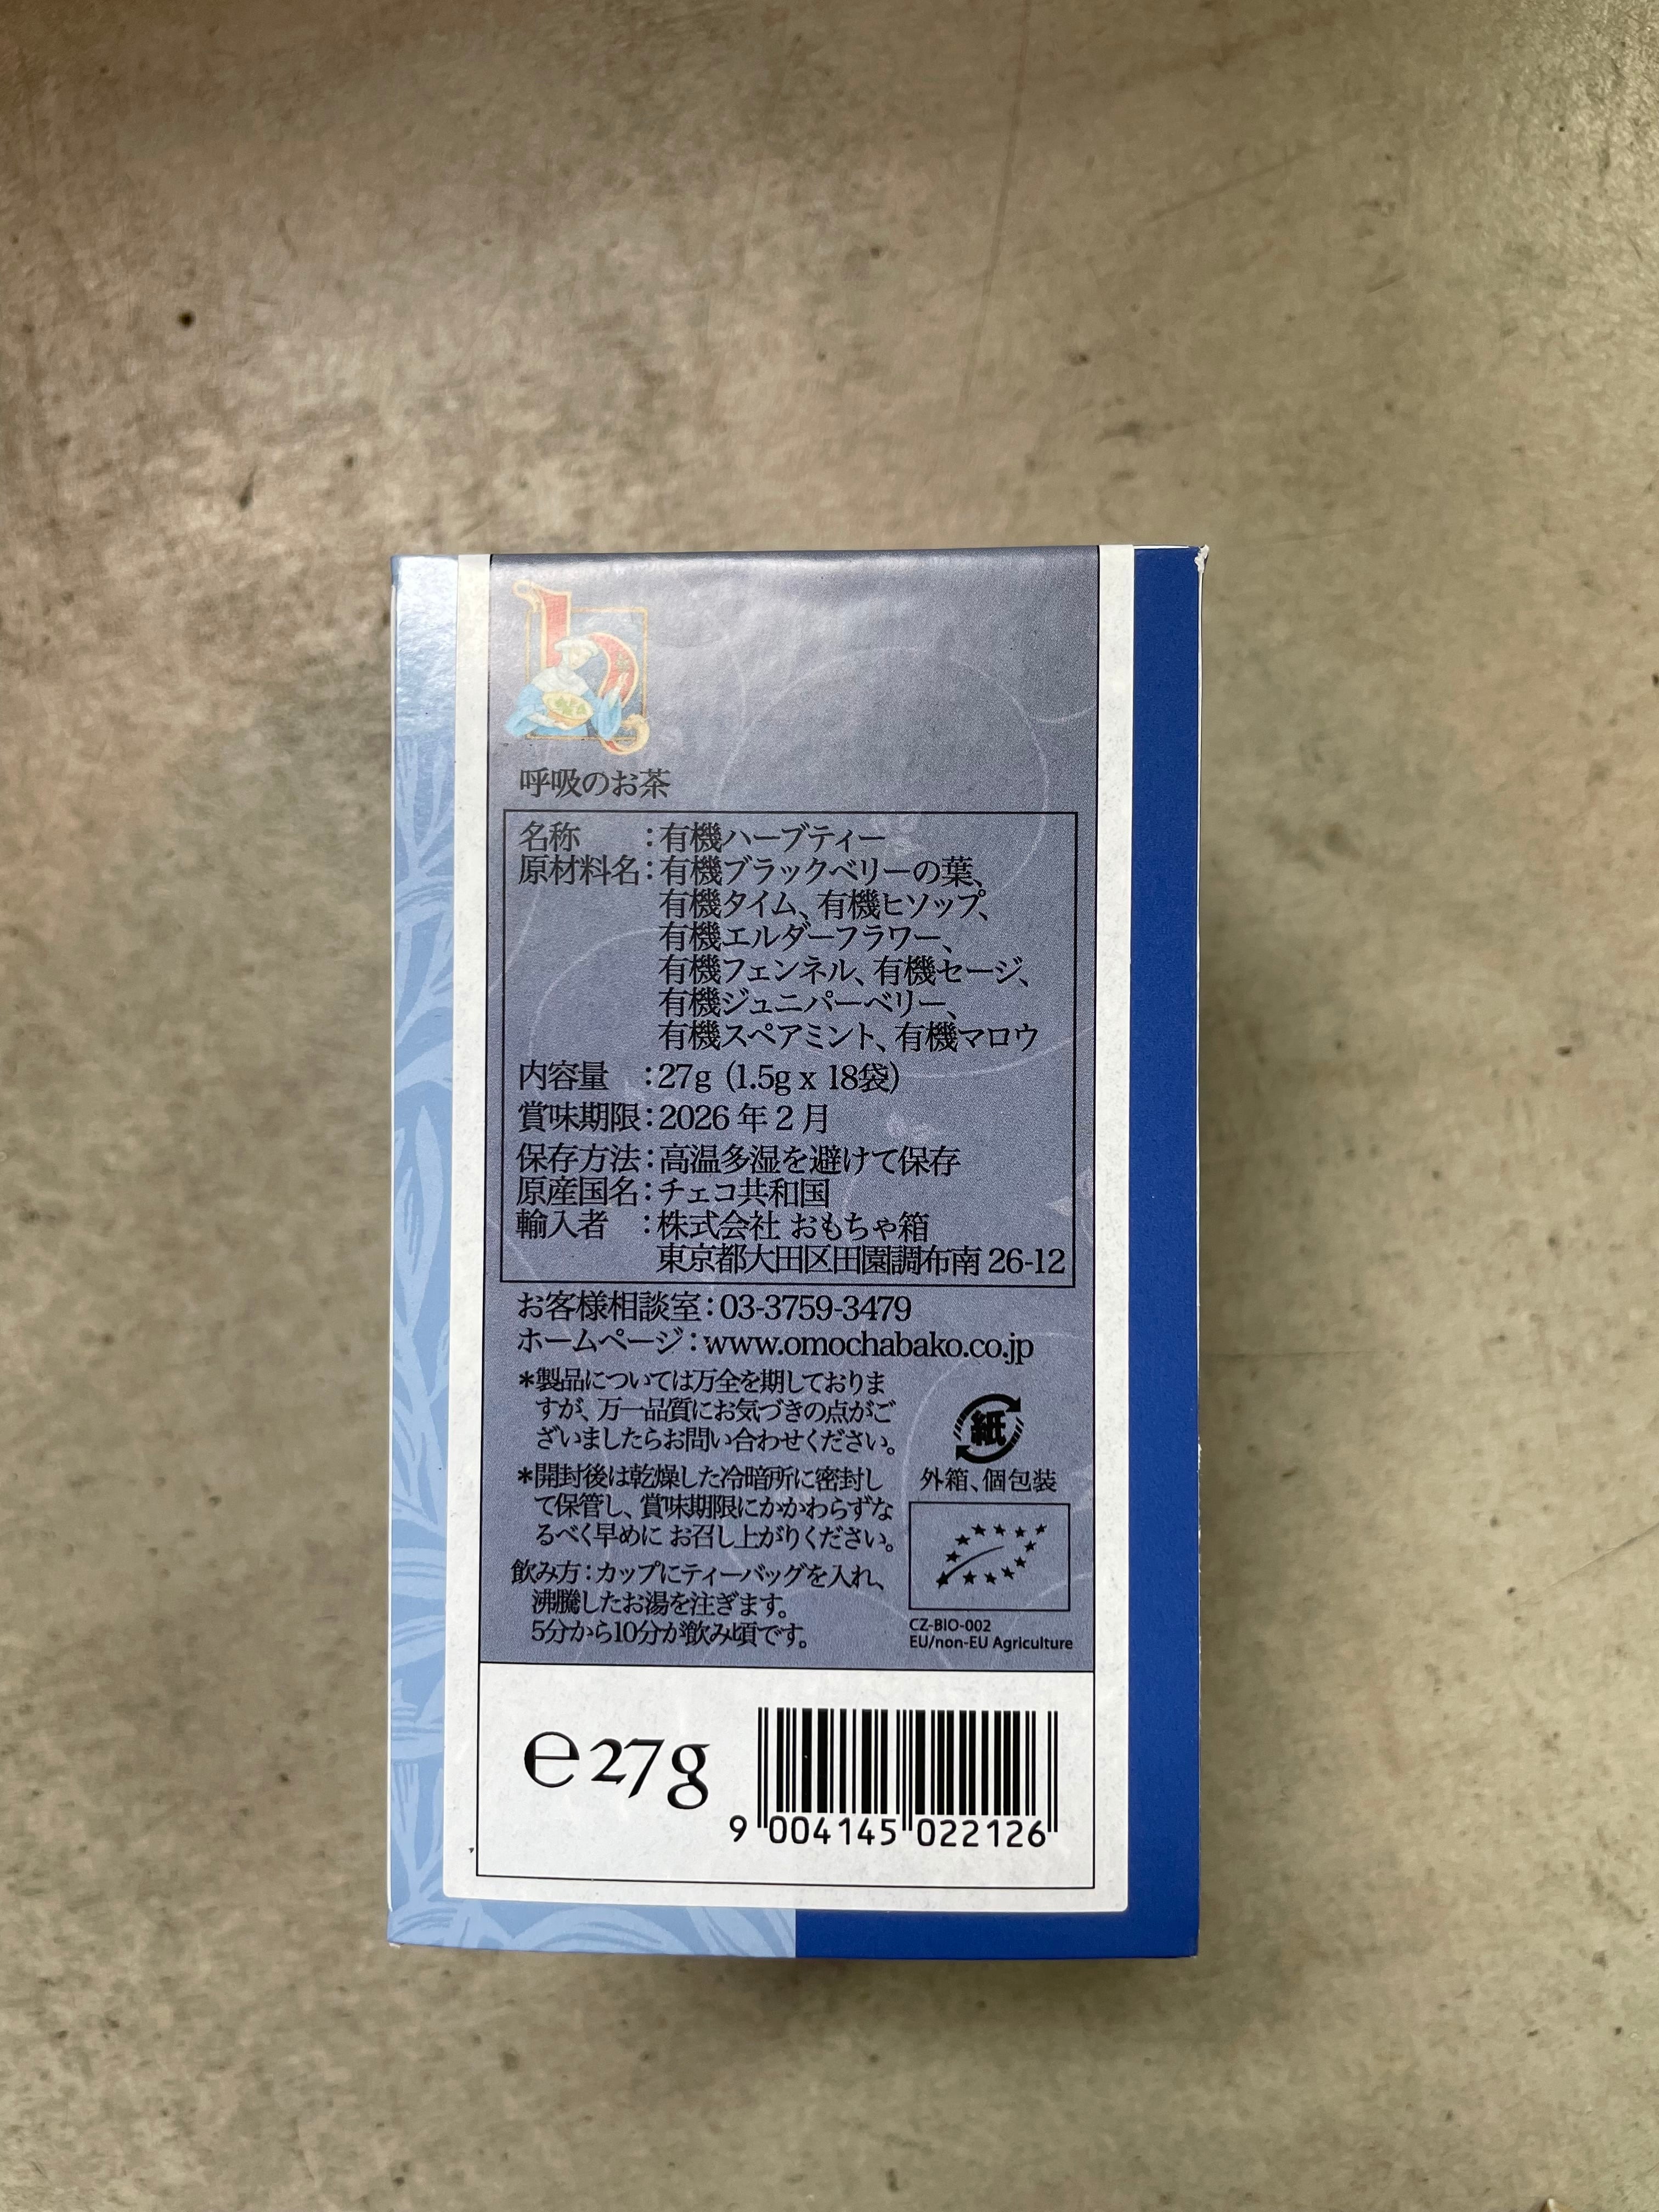 呼吸のお茶
名称　　：有機ハーブティー
原材料名：有機ブラックベリーの葉、
有機タイム、有機ヒソップ、
有機エルダーフラワー、
有機フェンネル、有機セージ、
有機ジュニパーベリー、
有機スペアミント、有機マロウ
内容量　：27g (1.5g x 18袋)
賞味期限：2026 年 2 月
保存方法：高温多湿を避けて保存
原産国名：チェコ共和国
輸入者　：株式会社 おもちゃ箱
東京都大田区田園調布南 26-12
お客様相談室：03-3759-3479
ホームページ：www.omochabako.co.jp
*製品については万全を期しておりま
すが、万一品質にお気づきの点がご
ざいましたらお問い合わせください。
*開封後は乾燥した冷暗所に密封し
て保管し、賞味期限にかかわらずな
るべく早めに お召し上がりください。
飲み方：カップにティーバッグを入れ、
沸騰したお湯を注ぎます。
5分から10分が飲み頃です。
紙
外箱、個包装
CZ-BIO-002
EU/non-EU Agriculture
e 27g
9 004145 022126